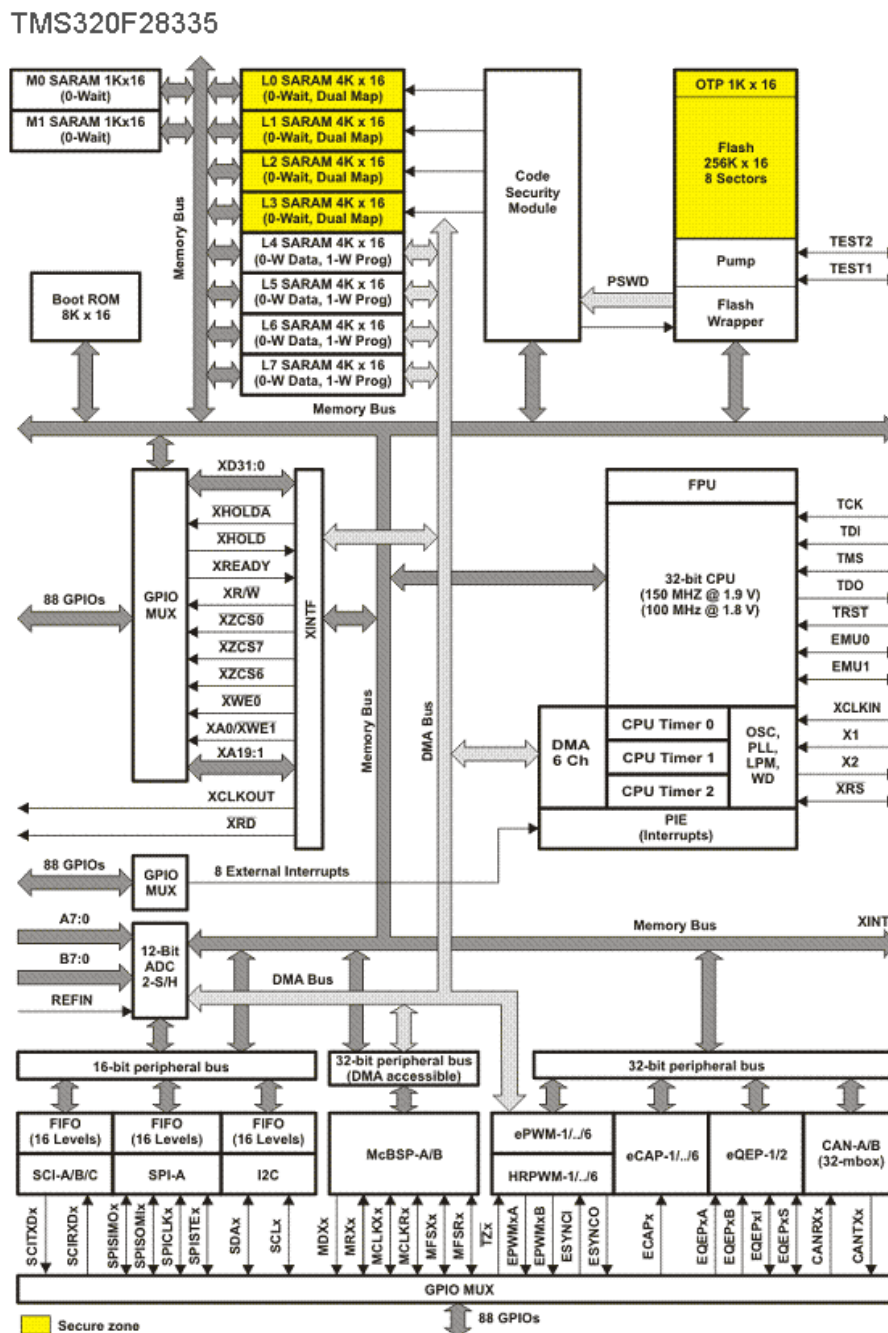 TMS320F28335
M0 SARAM 1Kx16
(0-Wait)
M1 SARAM 1Kx16
(0-Wait)
L0 SARAM 4K x 16
(0-Wait, Dual Map)
L1 SARAM 4K x 16
(0-Wait, Dual Map)
L2 SARAM 4K x 16
(0-Wait, Dual Map)
L3 SARAM 4K x 16
(0-Wait, Dual Map)
L4 SARAM 4K x 16
(0-W Data, 1-W Prog)
L5 SARAM 4K x 16
(0-W Data, 1-W Prog)
L6 SARAM 4K x 16
(0-W Data, 1-W Prog)
L7 SARAM 4K x 16
(0-W Data, 1-W Prog)
Memory Bus
Code
Security
Module
OTP 1K x 16
Flash
256K x 16
8 Sectors
Pump
Flash
Wrapper
TEST2
TEST1
PSWD
Boot ROM
8K x 16
Memory Bus
XD31:0
XHOLDA
XHOLD
XREADY
XR/W
XZCS0
XZCS7
XZCS6
XWE0
XA0/XWE1
XA19:1
XCLKOUT
XRD
88 GPIOs
GPIO
MUX
XINTF
Memory Bus
DMA Bus
FPU
32-bit CPU
(150 MHZ @ 1.9 V)
(100 MHz @ 1.8 V)
TCK
TDI
TMS
TDO
TRST
EMU0
EMU1
XCLKIN
X1
X2
XRS
DMA
6 Ch
CPU Timer 0
CPU Timer 1
CPU Timer 2
OSC,
PLL,
LPM,
WD
PIE
(Interrupts)
88 GPIOs
GPIO
MUX
8 External Interrupts
A7:0
B7:0
REFIN
12-Bit
ADC
2-S/H
Memory Bus
XINT
DMA Bus
16-bit peripheral bus
32-bit peripheral bus
(DMA accessible)
32-bit peripheral bus
FIFO
(16 Levels)
SCI-A/B/C
FIFO
(16 Levels)
SPI-A
FIFO
(16 Levels)
I2C
McBSP-A/B
ePWM-1/../6
HRPWM-1/../6
eCAP-1/../6
eQEP-1/2
CAN-A/B
(32-mbox)
SCITXDx
SCIRXDx
SPISIMOx
SPISOMIx
SPICLKx
SPISTEx
SDAx
SCLx
MDXx
MRXx
MCLKXx
MCLKRx
MFSXx
MFSRx
TZx
EPWMxA
EPWMxB
ESYNCI
ESYNCO
ECAPx
EQEPxA
EQEPxB
EQEPxI
EQEPxS
CANRXx
CANTXx
GPIO MUX
88 GPIOs
Secure zone